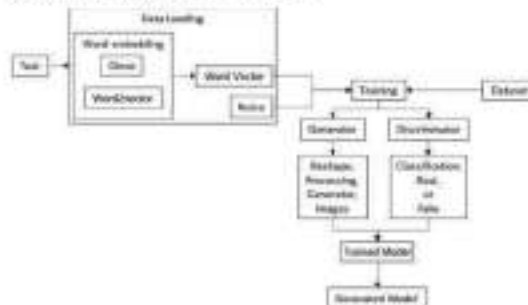 Data Loading
Word embedding
Text
Glove
Word Vector
Word2vector
Noise
Training
Dataset
Generator
Discriminator
Reshape,
Processing,
Generator,
Images
Classification:
Real,
or
Fake
Trained Model
Generated Model